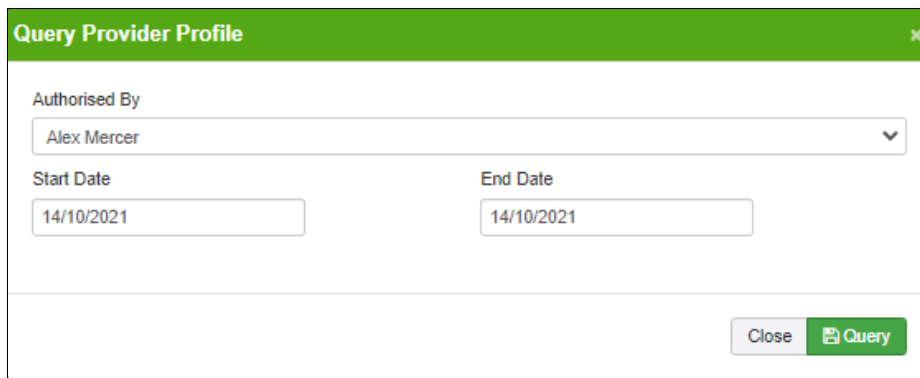 Query Provider Profile
Authorised By
Alex Mercer
Start Date End Date
14/10/2021 14/10/2021
Close Query